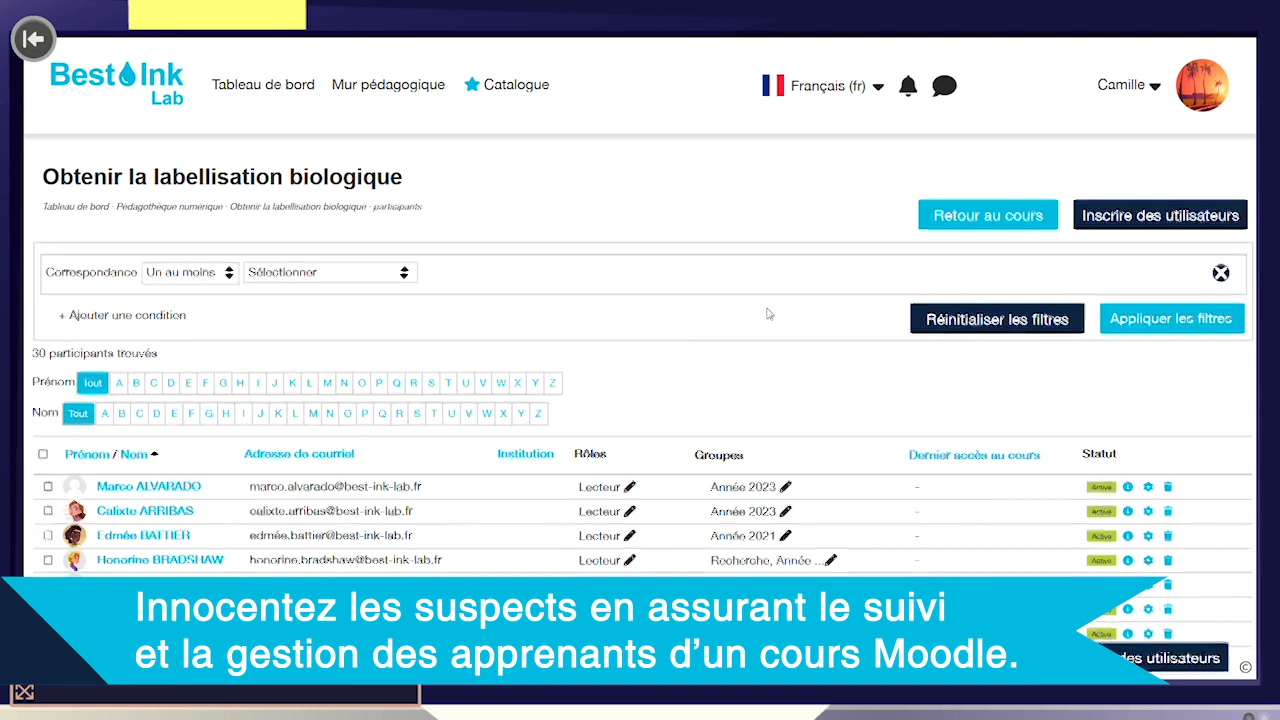 Best Ink
Lab
Tableau de bord Mur pédagogique Catalogue Français (fr) Camille
Obtenir la labellisation biologique
Tableau de bord · Pédagothèque numérique · Obtenir la labellisation biologique · participants
Retour au cours Inscrire des utilisateurs
Correspondance Un au moins Sélectionner
+ Ajouter une condition Réinitialiser les filtres Appliquer les filtres
30 participants trouvés
Prénom Tout A B C D E F G H I J K L M N O P Q R S T U V W X Y Z
Nom Tout A B C D E F G H I J K L M N O P Q R S T U V W X Y Z
Prénom / Nom Adresse de courriel Institution Rôles Groupes Dernier accès au cours Statut
Marco ALVARADO marco.alvarado@best-ink-lab.fr Lecteur Année 2023 - Active
Calixte ARRIBAS calixte.arribas@best-ink-lab.fr Lecteur Année 2023 - Active
Edmée BATTIER edmée.battier@best-ink-lab.fr Lecteur Année 2021 - Active
Honorine BRADSHAW honorine.bradshaw@best-ink-lab.fr Lecteur Recherche, Année ... - Active
Innocentez les suspects en assurant le suivi
et la gestion des apprenants d'un cours Moodle.
des utilisateurs ©